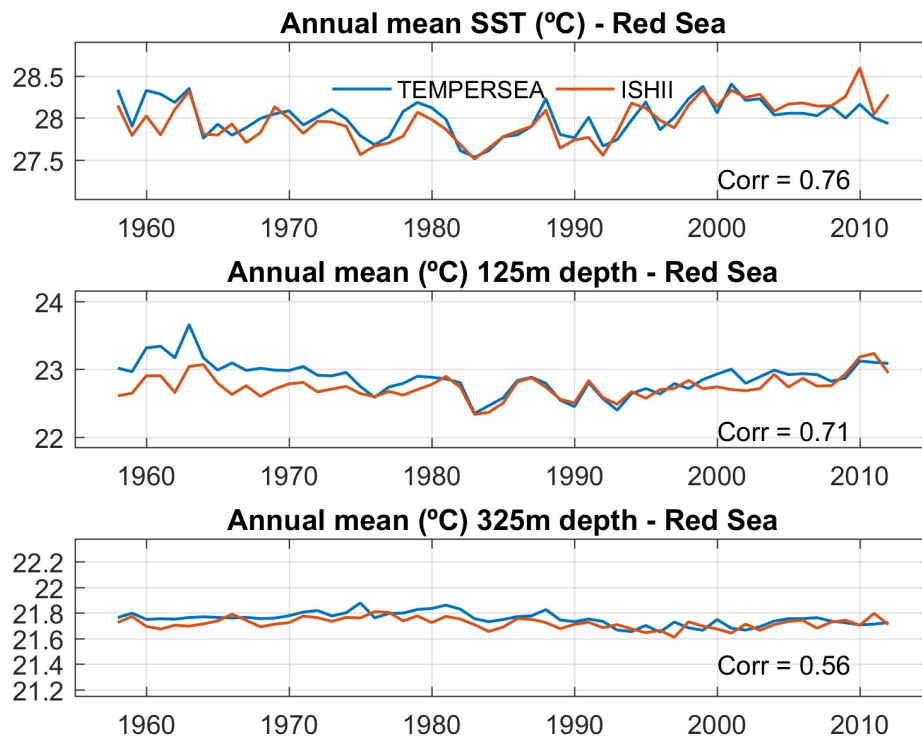 Annual mean SST (ºC) - Red Sea
28.5
28
27.5
TEMPERSEA ISHII
Corr = 0.76
1960 1970 1980 1990 2000 2010
Annual mean (ºC) 125m depth - Red Sea
24
23
22
Corr = 0.71
1960 1970 1980 1990 2000 2010
Annual mean (ºC) 325m depth - Red Sea
22.2
22
21.8
21.6
21.4
21.2
Corr = 0.56
1960 1970 1980 1990 2000 2010